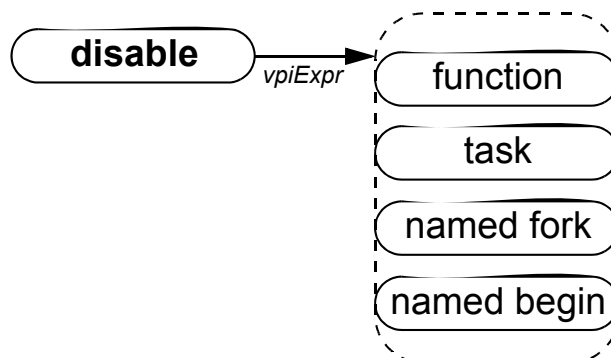 disable
vpiExpr
function
task
named fork
named begin